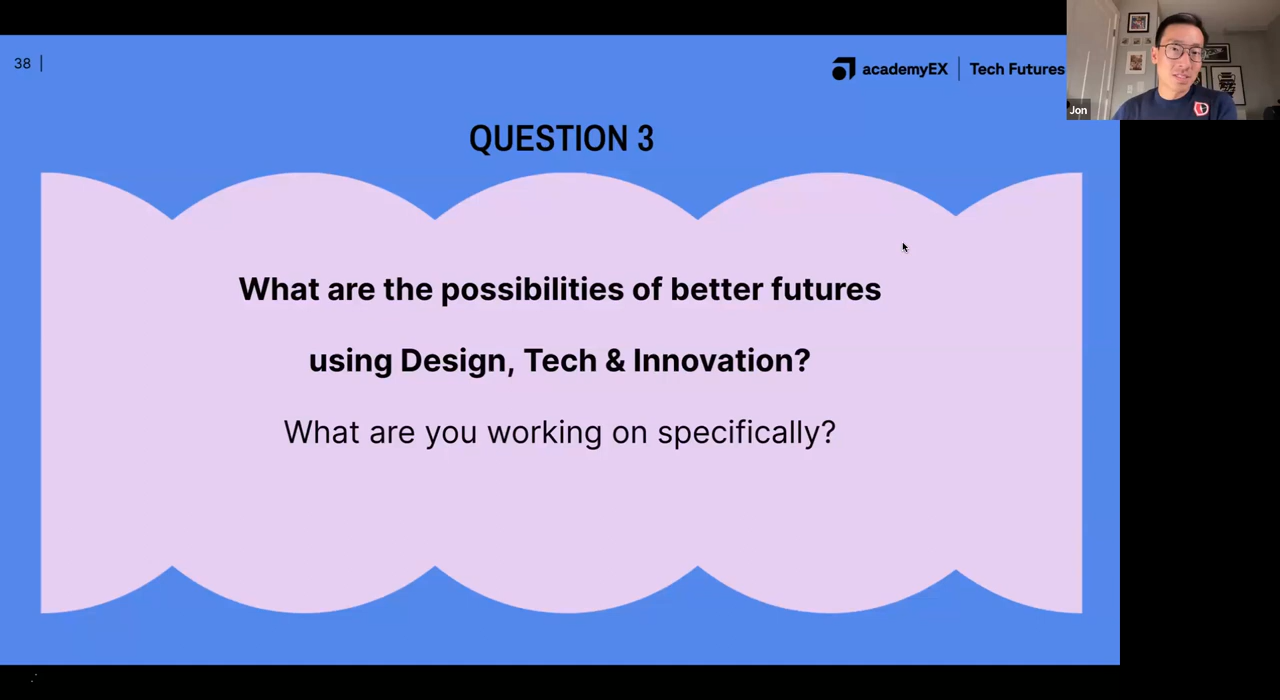 38 |
academyEX | Tech Futures
Jon
QUESTION 3
What are the possibilities of better futures
using Design, Tech & Innovation?
What are you working on specifically?